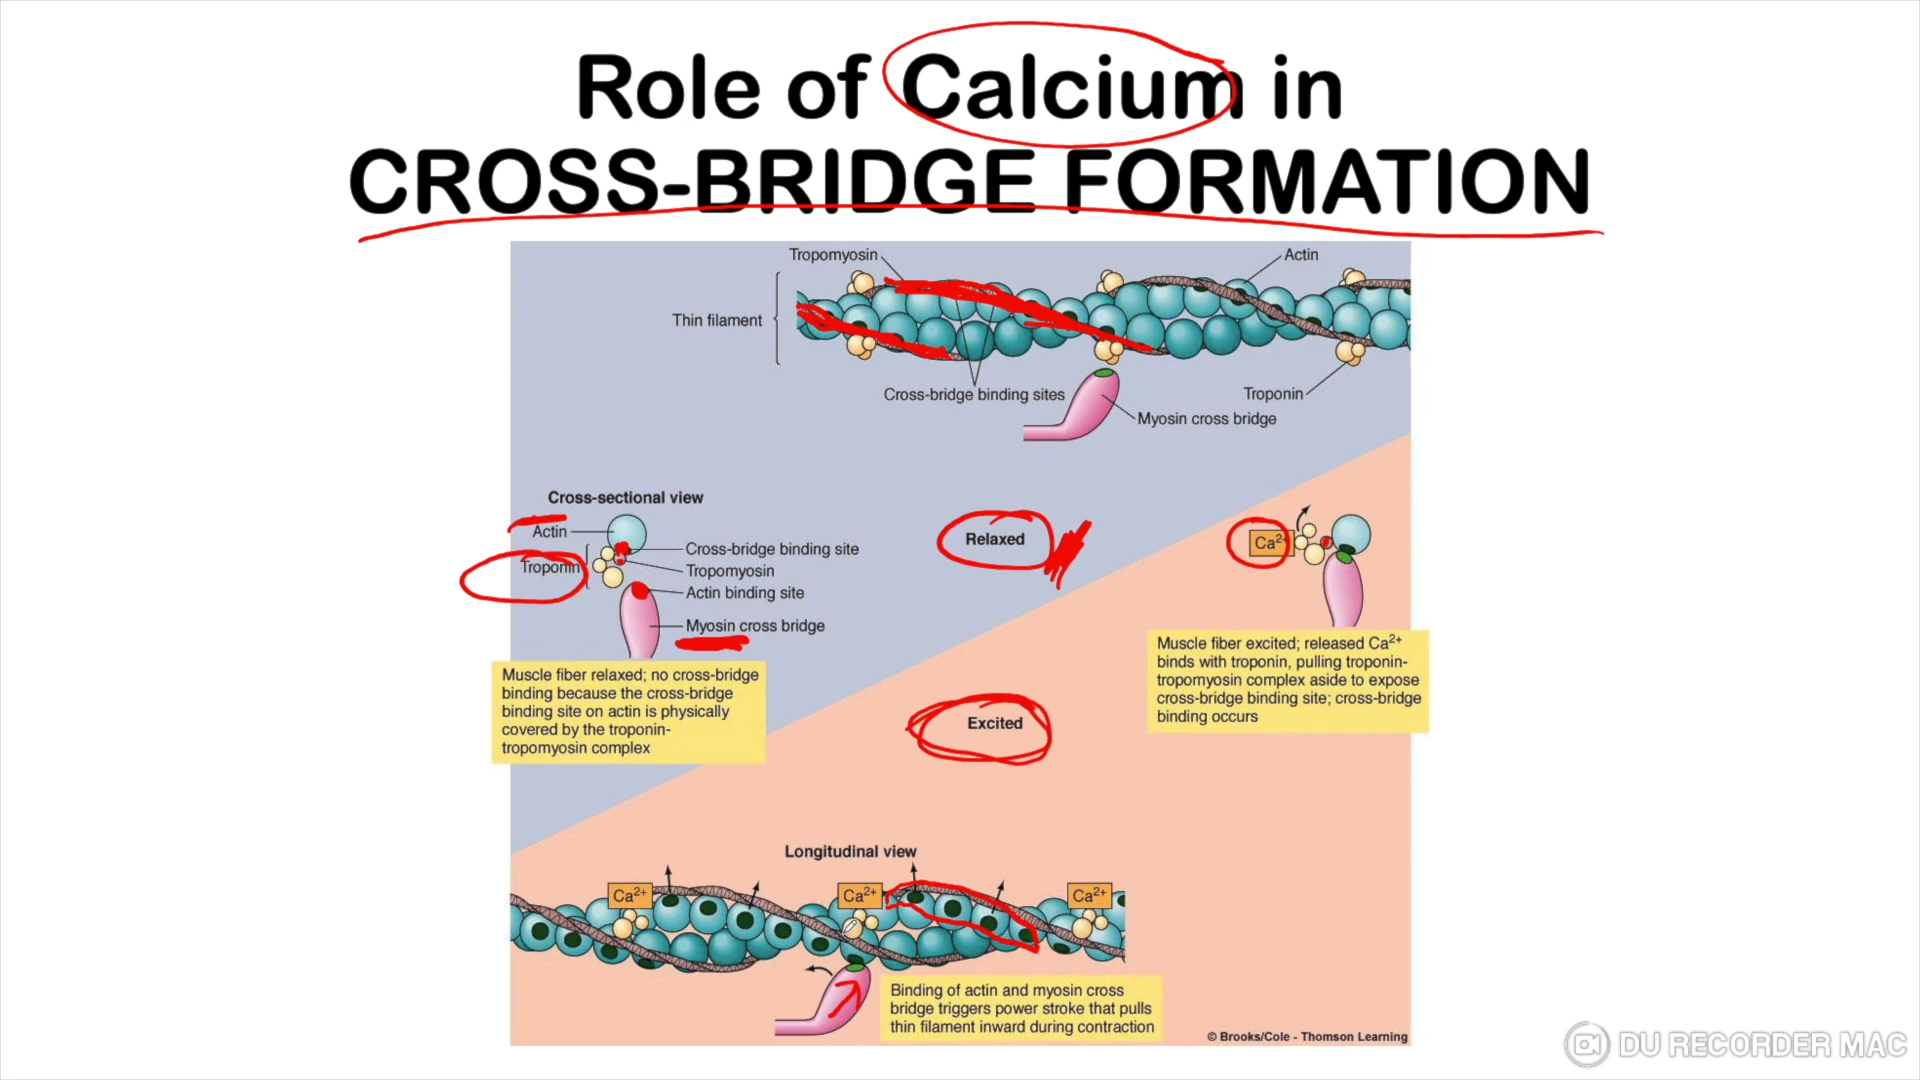 Role of Calcium in
CROSS-BRIDGE FORMATION
Tropomyosin
Actin
Thin filament
Cross-bridge binding sites
Troponin
Myosin cross bridge
Cross-sectional view
Actin
Troponin
Cross-bridge binding site
Tropomyosin
Actin binding site
Myosin cross bridge
Muscle fiber relaxed; no cross-bridge
binding because the cross-bridge
binding site on actin is physically
covered by the troponin-
tropomyosin complex
Relaxed
Ca2
Muscle fiber excited; released Ca2+
binds with troponin, pulling troponin-
tropomyosin complex aside to expose
cross-bridge binding site; cross-bridge
binding occurs
Excited
Longitudinal view
Ca2+
Ca2+
Ca2+
Binding of actin and myosin cross
bridge triggers power stroke that pulls
thin filament inward during contraction
© Brooks/Cole - Thomson Learning
DU RECORDER MAC